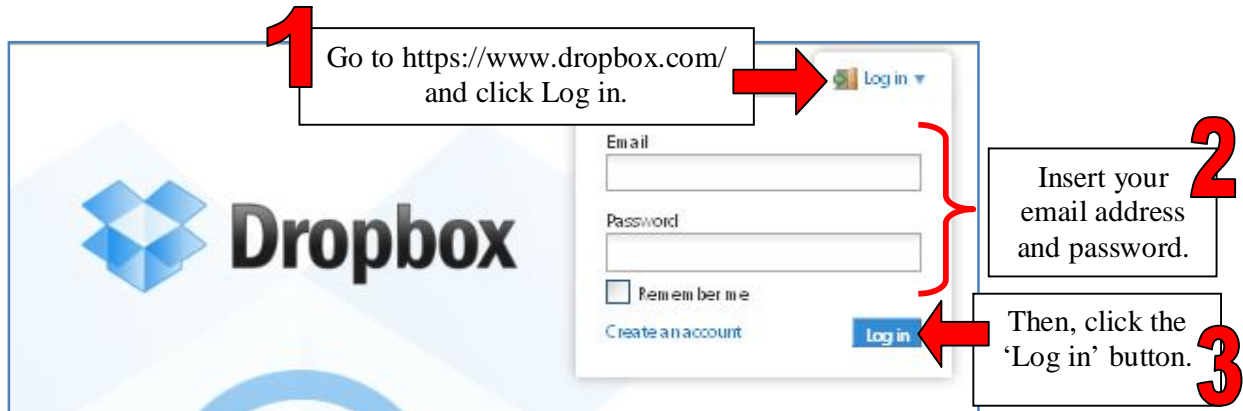 1
Go to https://www.dropbox.com/
and click Log in.
Log in
Email
Password
Remember me
Create an account
Log in
Dropbox
2
Insert your
email address
and password.
Then, click the
‘Log in’ button.
3